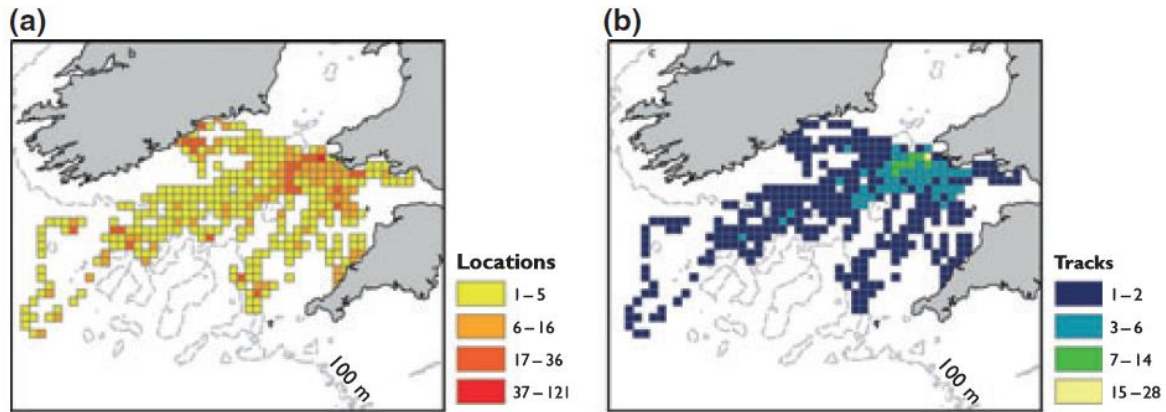 (a)
b
100 m
Locations
1–5
6–16
17–36
37–121
(b)
c
100 m
Tracks
1–2
3–6
7–14
15–28